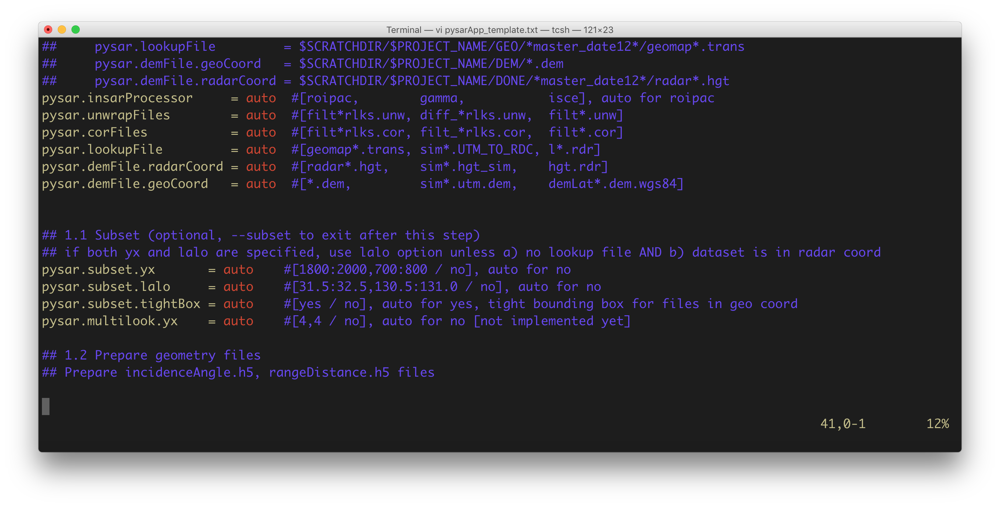 Terminal — vi pysarApp_template.txt — tcsh — 121×23
##     pysar.lookupFile         = $SCRATCHDIR/$PROJECT_NAME/GEO/*master_date12*/geomap*.trans
##     pysar.demFile.geoCoord   = $SCRATCHDIR/$PROJECT_NAME/DEM/*.dem
##     pysar.demFile.radarCoord = $SCRATCHDIR/$PROJECT_NAME/DONE/*master_date12*/radar*.hgt
pysar.insarProcessor     = auto  #[roipac,        gamma,           isce], auto for roipac
pysar.unwrapFiles        = auto  #[filt*rlks.unw, diff_*rlks.unw,  filt*.unw]
pysar.corFiles           = auto  #[filt*rlks.cor, filt_*rlks.cor,  filt*.cor]
pysar.lookupFile         = auto  #[geomap*.trans, sim*.UTM_TO_RDC, l*.rdr]
pysar.demFile.radarCoord = auto  #[radar*.hgt,    sim*.hgt_sim,    hgt.rdr]
pysar.demFile.geoCoord   = auto  #[*.dem,         sim*.utm.dem,    demLat*.dem.wgs84]
## 1.1 Subset (optional, --subset to exit after this step)
## if both yx and lalo are specified, use lalo option unless a) no lookup file AND b) dataset is in radar coord
pysar.subset.yx       = auto    #[1800:2000,700:800 / no], auto for no
pysar.subset.lalo     = auto    #[31.5:32.5,130.5:131.0 / no], auto for no
pysar.subset.tightBox = auto    #[yes / no], auto for yes, tight bounding box for files in geo coord
pysar.multilook.yx    = auto    #[4,4 / no], auto for no [not implemented yet]
## 1.2 Prepare geometry files
## Prepare incidenceAngle.h5, rangeDistance.h5 files
41,0-1        12%